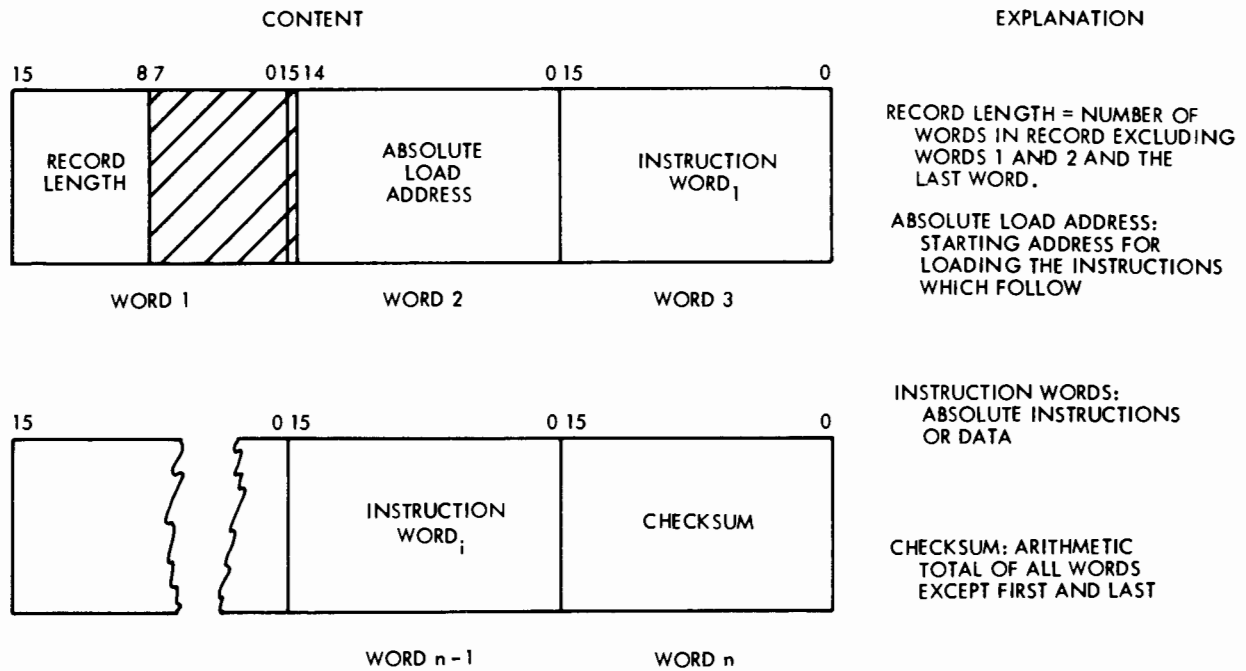 CONTENT
EXPLANATION
15 8 7 0 15 14 0 15 0
RECORD
LENGTH
ABSOLUTE
LOAD
ADDRESS
INSTRUCTION
WORD1
WORD 1
WORD 2
WORD 3
RECORD LENGTH = NUMBER OF
WORDS IN RECORD EXCLUDING
WORDS 1 AND 2 AND THE
LAST WORD.
ABSOLUTE LOAD ADDRESS:
STARTING ADDRESS FOR
LOADING THE INSTRUCTIONS
WHICH FOLLOW
15 0 15 0 15 0
INSTRUCTION
WORDi
CHECKSUM
WORD n-1
WORD n
INSTRUCTION WORDS:
ABSOLUTE INSTRUCTIONS
OR DATA
CHECKSUM: ARITHMETIC
TOTAL OF ALL WORDS
EXCEPT FIRST AND LAST